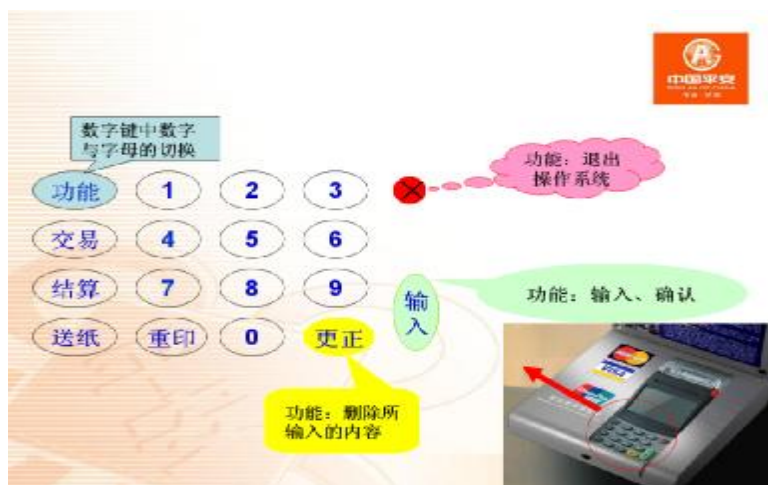 中国平安
数字键中数字
与字母的切换
功能：退出
操作系统
功能 1 2 3
交易 4 5 6
结算 7 8 9
输
入
功能：输入、确认
送纸 重印 0 更正
功能：删除所
输入的内容
MasterCard
VISA